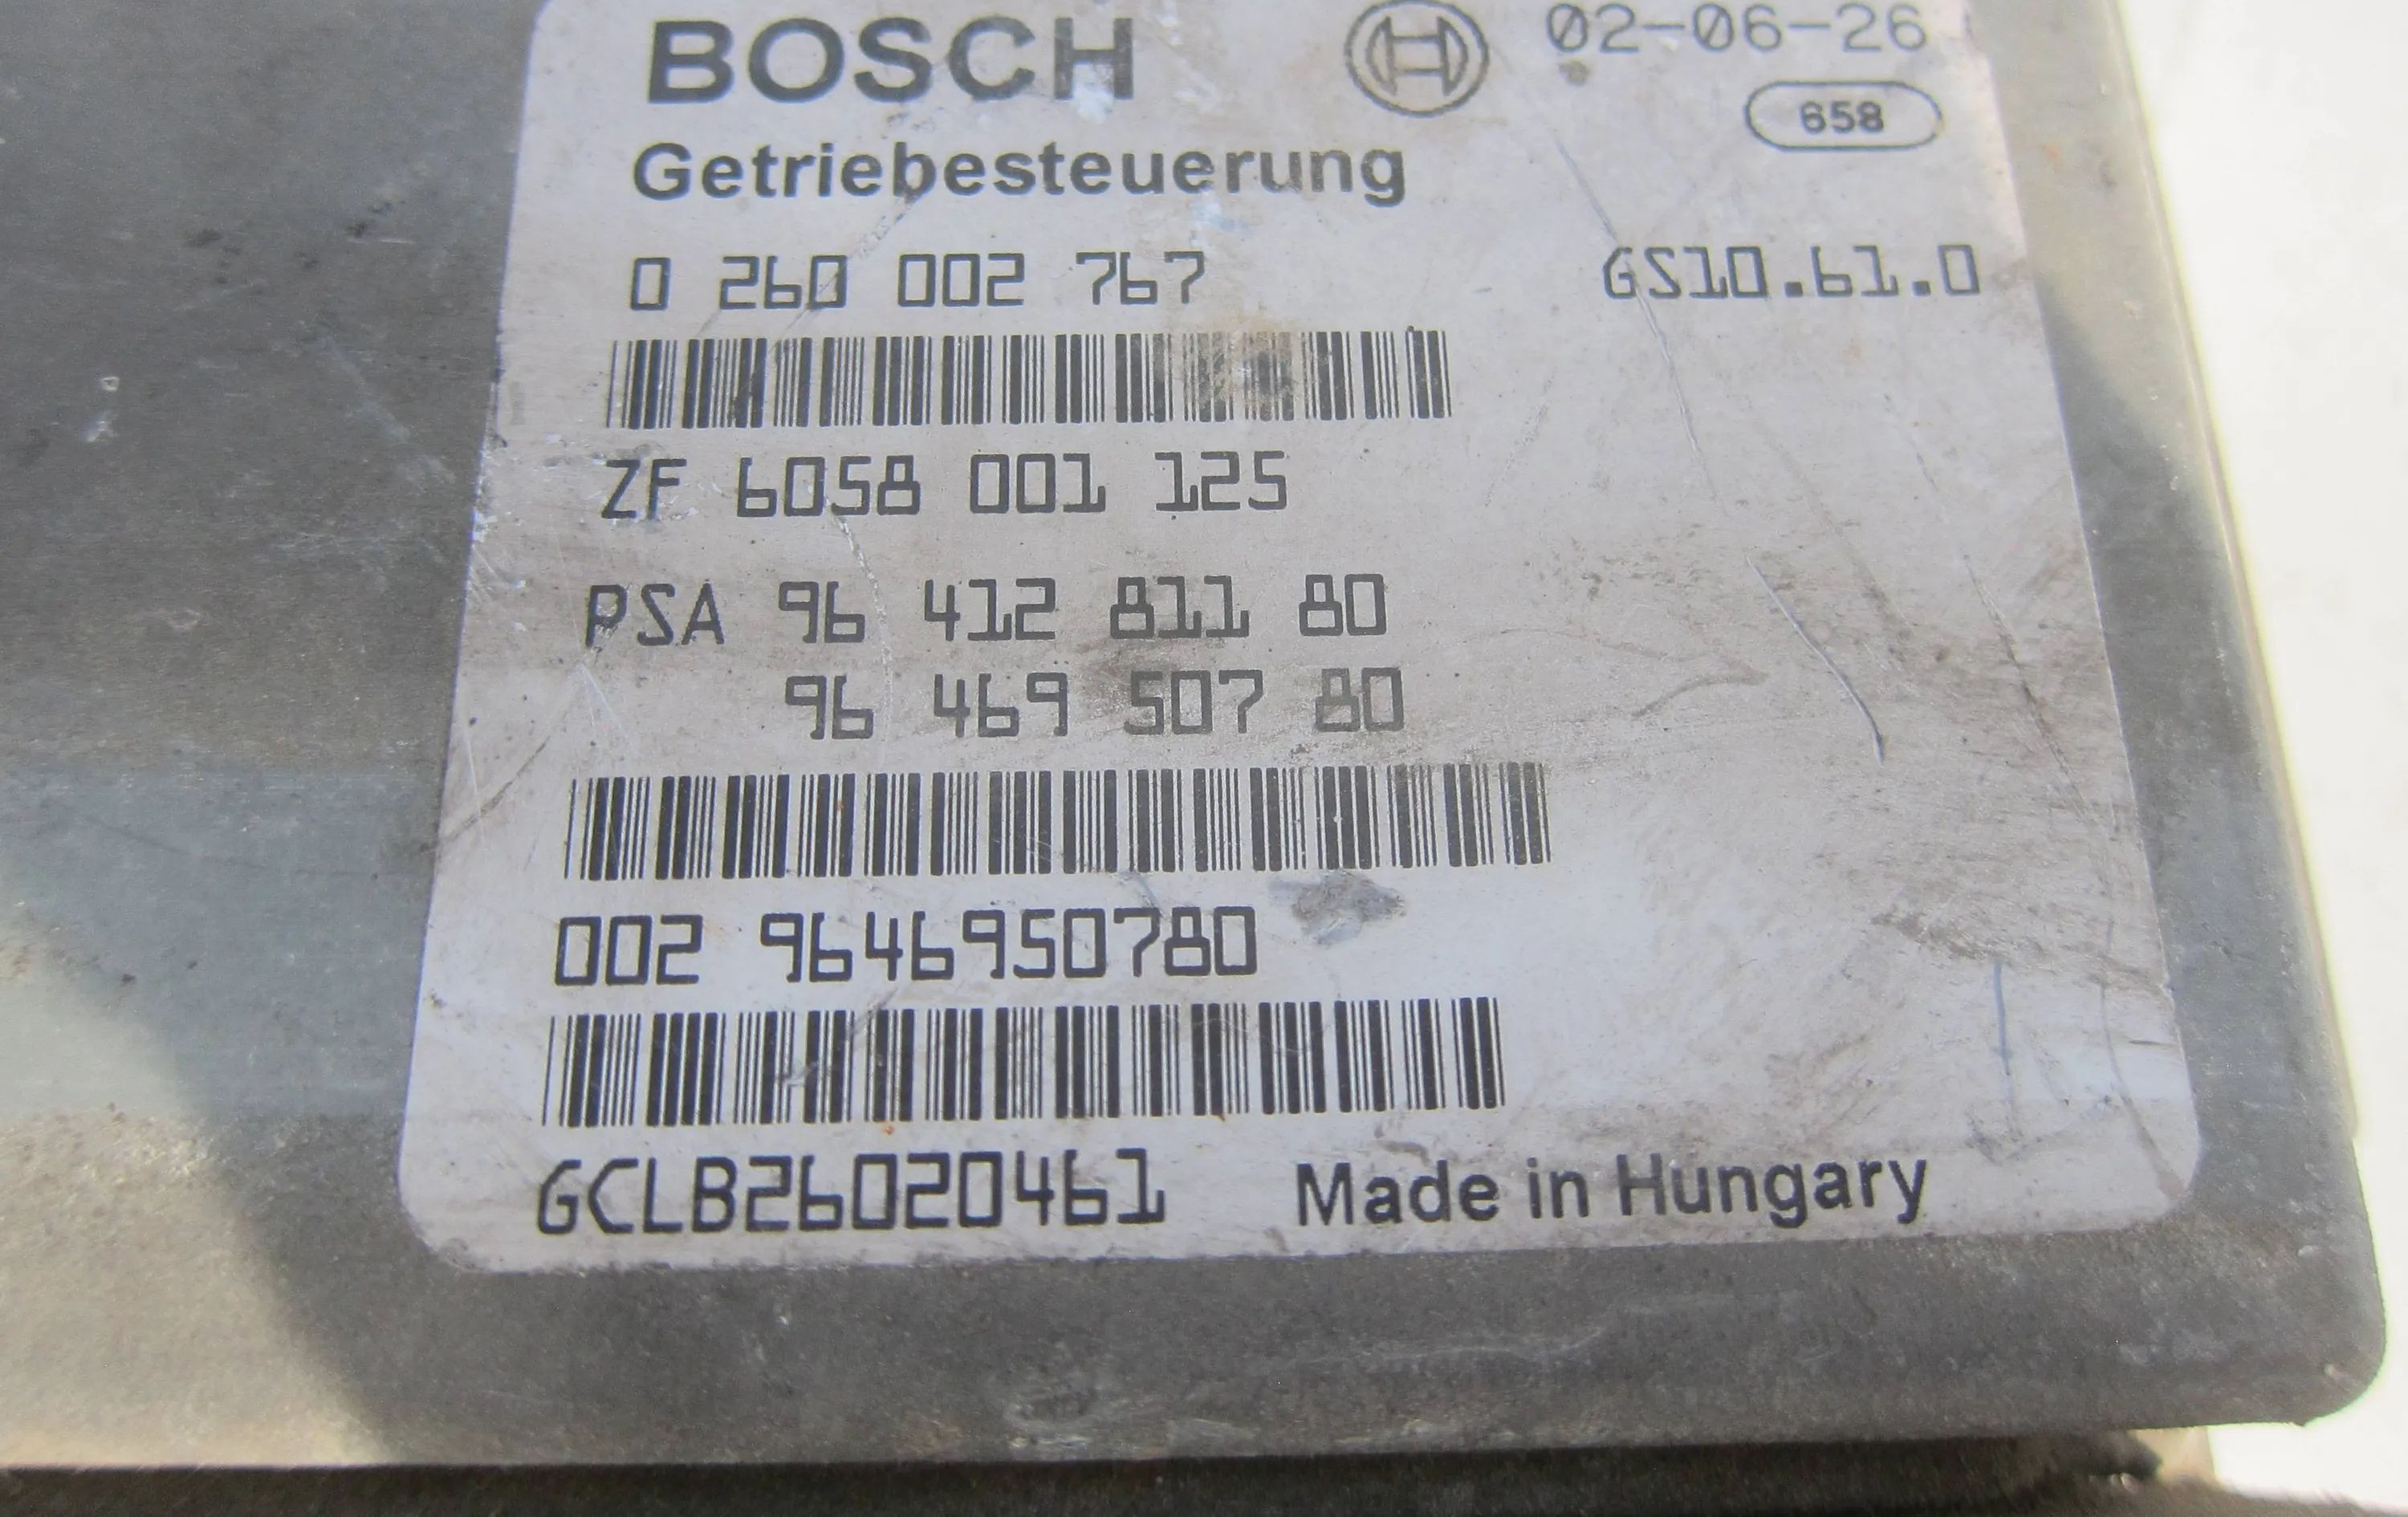 BOSCH 02-06-26
658
Getriebesteuerung
0 260 002 767 GS10.61.0
ZF 6058 001 125
PSA 96 412 811 80
96 469 507 80
002 9646950780
GCLB26020461 Made in Hungary